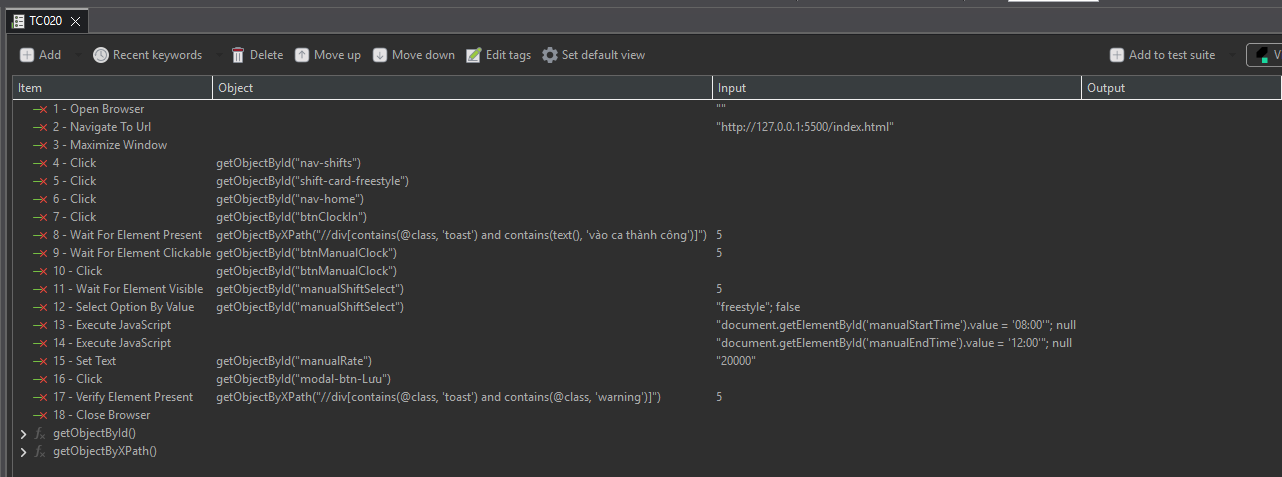 TC020
Add Recent keywords Delete Move up Move down Edit tags Set default view Add to test suite
Item Object Input Output
1 - Open Browser ""
2 - Navigate To Url "http://127.0.0.1:5500/index.html"
3 - Maximize Window
4 - Click getObjectById("nav-shifts")
5 - Click getObjectById("shift-card-freestyle")
6 - Click getObjectById("nav-home")
7 - Click getObjectById("btnClockIn")
8 - Wait For Element Present getObjectByXPath("//div[contains(@class, 'toast') and contains(text(), 'vào ca thành công')]") 5
9 - Wait For Element Clickable getObjectById("btnManualClock") 5
10 - Click getObjectById("btnManualClock")
11 - Wait For Element Visible getObjectById("manualShiftSelect") 5
12 - Select Option By Value getObjectById("manualShiftSelect") "freestyle"; false
13 - Execute JavaScript "document.getElementById('manualStartTime').value = '08:00'"; null
14 - Execute JavaScript "document.getElementById('manualEndTime').value = '12:00'"; null
15 - Set Text getObjectById("manualRate") "20000"
16 - Click getObjectById("modal-btn-Lưu")
17 - Verify Element Present getObjectByXPath("//div[contains(@class, 'toast') and contains(@class, 'warning')]") 5
18 - Close Browser
fx getObjectById()
fx getObjectByXPath()